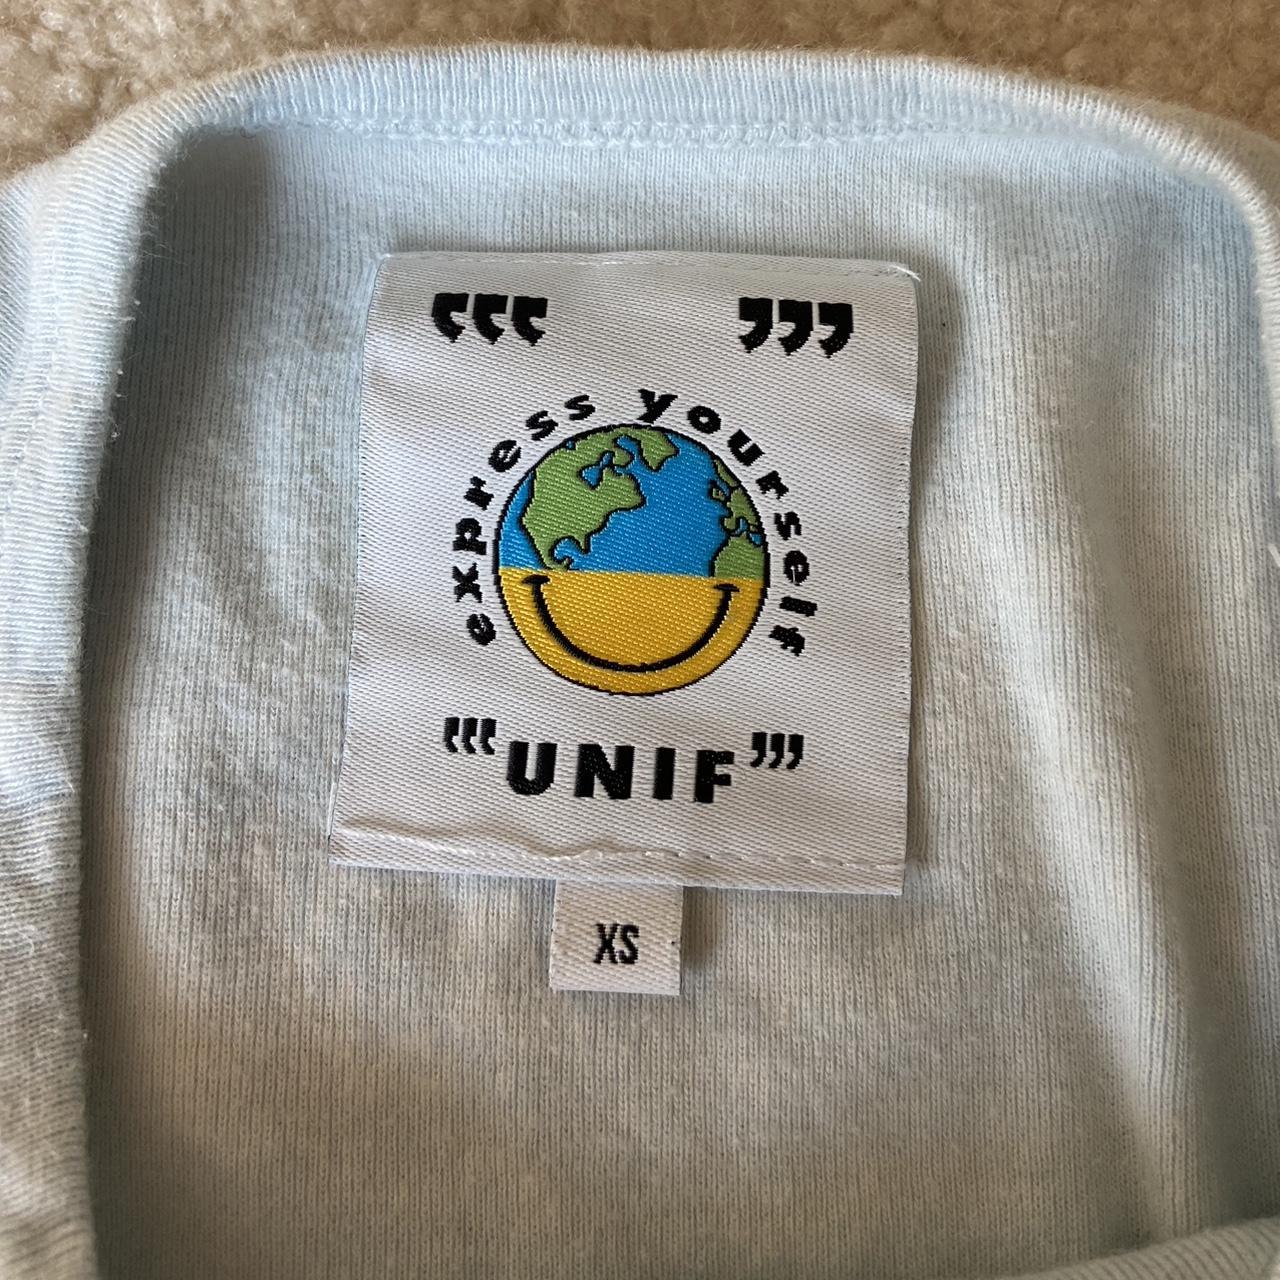 ❛❛❛ ❜❜❜
express yourself
❛❛❛UNIF❜❜❜
XS